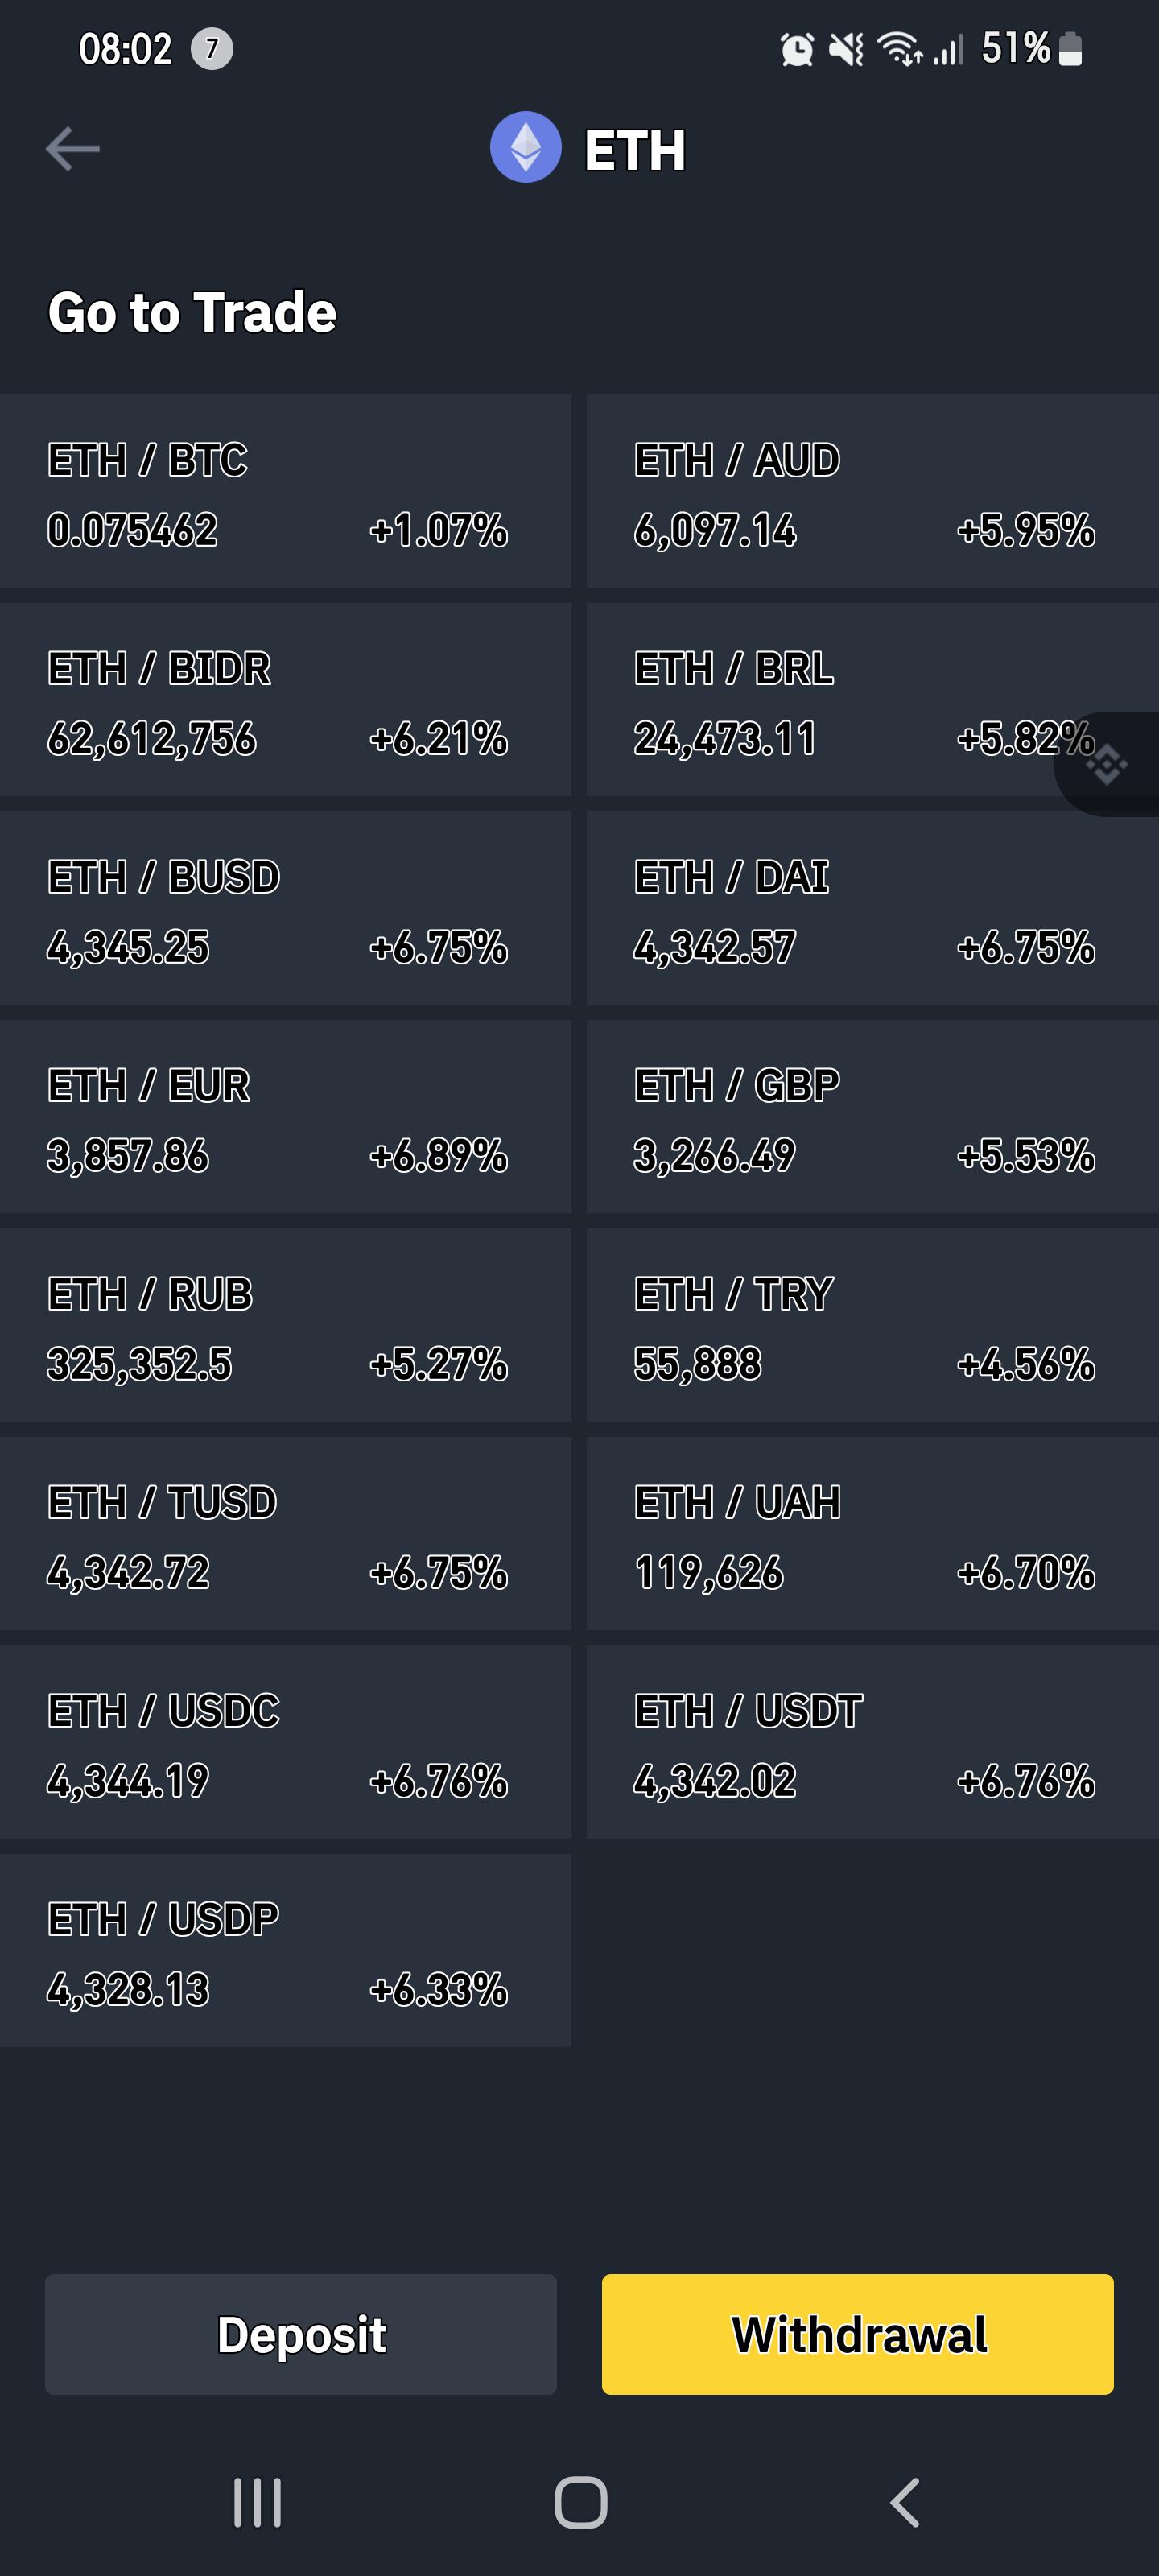 08:02 7 51%
ETH
Go to Trade
ETH / BTC
0.075462 +1.07%
ETH / AUD
6,097.14 +5.95%
ETH / BIDR
62,612,756 +6.21%
ETH / BRL
24,473.11 +5.82%
ETH / BUSD
4,345.25 +6.75%
ETH / DAI
4,342.57 +6.75%
ETH / EUR
3,857.86 +6.89%
ETH / GBP
3,266.49 +5.53%
ETH / RUB
325,352.5 +5.27%
ETH / TRY
55,888 +4.56%
ETH / TUSD
4,342.72 +6.75%
ETH / UAH
119,626 +6.70%
ETH / USDC
4,344.19 +6.76%
ETH / USDT
4,342.02 +6.76%
ETH / USDP
4,328.13 +6.33%
Deposit
Withdrawal